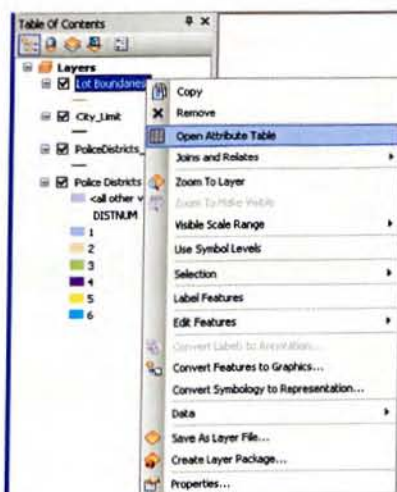 Table Of Contents
Layers
Lot Boundaries
City_Limit
PoliceDistricts_
Police Districts
<all other v
DISTNUM
1
2
3
4
5
6
Copy
Remove
Open Attribute Table
Joins and Relates
Zoom To Layer
Zoom To Make Visible
Visible Scale Range
Use Symbol Levels
Selection
Label Features
Edit Features
Convert Labels to Annotation...
Convert Features to Graphics...
Convert Symbology to Representation...
Data
Save As Layer File...
Create Layer Package...
Properties...